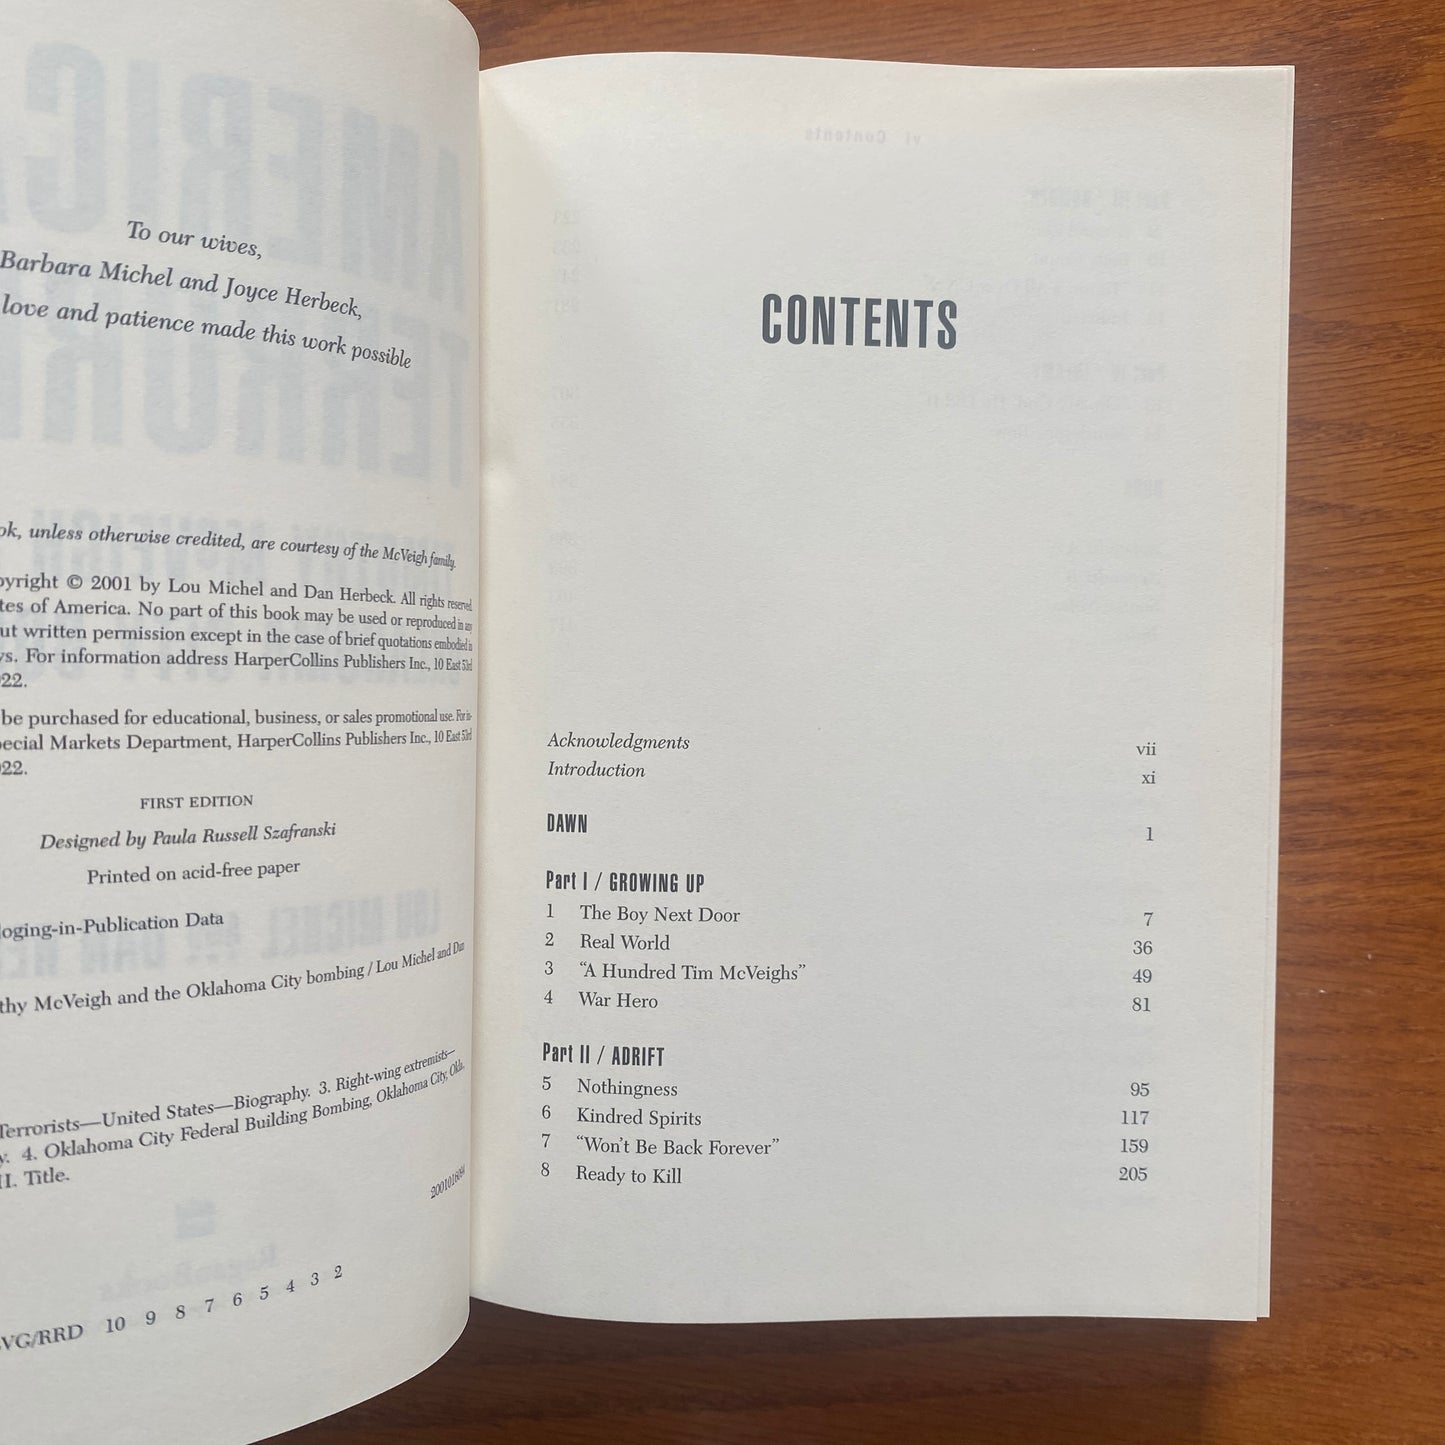 To our wives,
Barbara Michel and Joyce Herbeck,
love and patience made this work possible
unless otherwise credited, are courtesy of the McVeigh family.
© 2001 by Lou Michel and Dan Herbeck. All rights reserved.
of America. No part of this book may be used or reproduced in any
written permission except in the case of brief quotations embodied in
For information address HarperCollins Publishers Inc., 10 East 53rd
22.
be purchased for educational, business, or sales promotional use. For in-
Special Markets Department, HarperCollins Publishers Inc., 10 East 53rd
22.
FIRST EDITION
Designed by Paula Russell Szafranski
Printed on acid-free paper
loging-in-Publication Data
thy McVeigh and the Oklahoma City bombing / Lou Michel and Dan
Terrorists—United States—Biography. 3. Right-wing extremists—
y. 4. Oklahoma City Federal Building Bombing, Oklahoma City, Okla.
II. Title.
VG/RRD 10 9 8 7 6 5 4 3 2
CONTENTS
Acknowledgments vii
Introduction xi
DAWN 1
Part I / GROWING UP
1 The Boy Next Door 7
2 Real World 36
3 “A Hundred Tim McVeighs” 49
4 War Hero 81
Part II / ADRIFT
5 Nothingness 95
6 Kindred Spirits 117
7 “Won’t Be Back Forever” 159
8 Ready to Kill 205